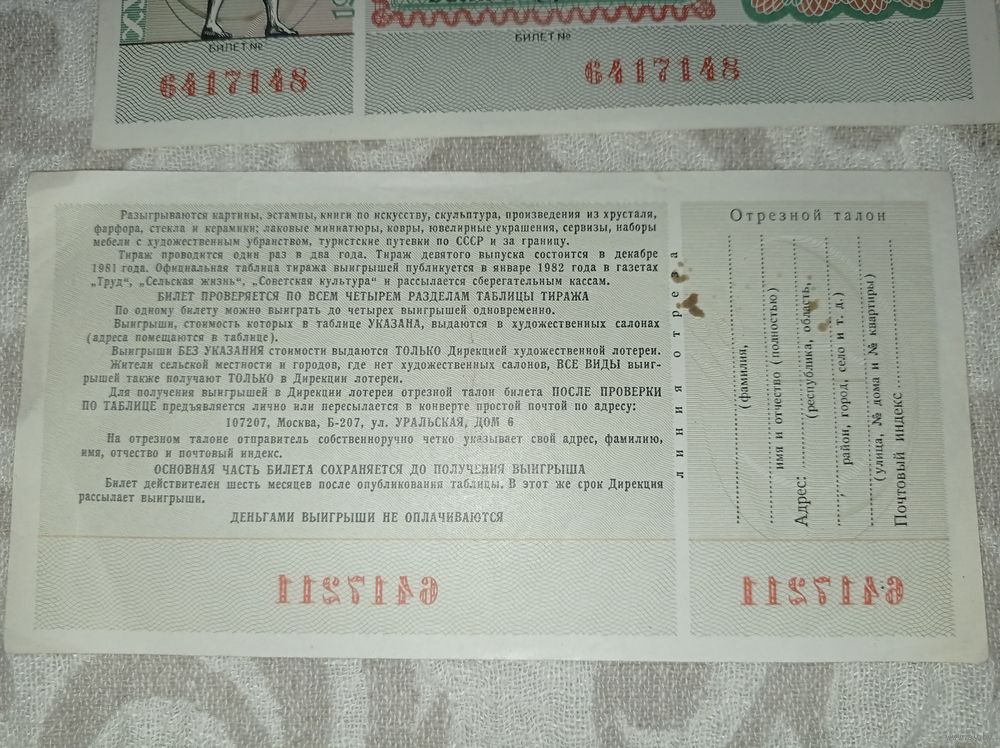 БИЛЕТ №
6417148
БИЛЕТ №
6417148
Разыгрываются картины, эстампы, книги по искусству, скульптура, произведения из хрусталя,
фарфора, стекла и керамики; лаковые миниатюры, ковры, ювелирные украшения, сервизы, наборы
мебели с художественным убранством, туристские путевки по СССР и за границу.
Тираж проводится один раз в два года. Тираж девятого выпуска состоится в декабре
1981 года. Официальная таблица тиража выигрышей публикуется в январе 1982 года в газетах
„Труд", „Сельская жизнь", „Советская культура" и рассылается сберегательным кассам.
БИЛЕТ ПРОВЕРЯЕТСЯ ПО ВСЕМ ЧЕТЫРЕМ РАЗДЕЛАМ ТАБЛИЦЫ ТИРАЖА
По одному билету можно выиграть до четырех выигрышей одновременно.
Выигрыши, стоимость которых в таблице УКАЗАНА, выдаются в художественных салонах
(адреса помещаются в таблице).
Выигрыши БЕЗ УКАЗАНИЯ стоимости выдаются ТОЛЬКО Дирекцией художественной лотереи.
Жители сельской местности и городов, где нет художественных салонов, ВСЕ ВИДЫ выиг-
рышей также получают ТОЛЬКО в Дирекции лотереи.
Для получения выигрышей в Дирекции лотереи отрезной талон билета ПОСЛЕ ПРОВЕРКИ
ПО ТАБЛИЦЕ предъявляется лично или пересылается в конверте простой почтой по адресу:
107207, Москва, Б-207, ул. УРАЛЬСКАЯ, ДОМ 6
На отрезном талоне отправитель собственноручно четко указывает свой адрес, фамилию,
имя, отчество и почтовый индекс.
ОСНОВНАЯ ЧАСТЬ БИЛЕТА СОХРАНЯЕТСЯ ДО ПОЛУЧЕНИЯ ВЫИГРЫША
Билет действителен шесть месяцев после опубликования таблицы. В этот же срок Дирекция
рассылает выигрыши.
ДЕНЬГАМИ ВЫИГРЫШИ НЕ ОПЛАЧИВАЮТСЯ
6417211
линия отреза
Отрезной талон
(фамилия,
имя и отчество (полностью)
Адрес:
(республика, область,
район, город, село и т. д.)
(улица, № дома и № квартиры)
Почтовый индекс
6417211